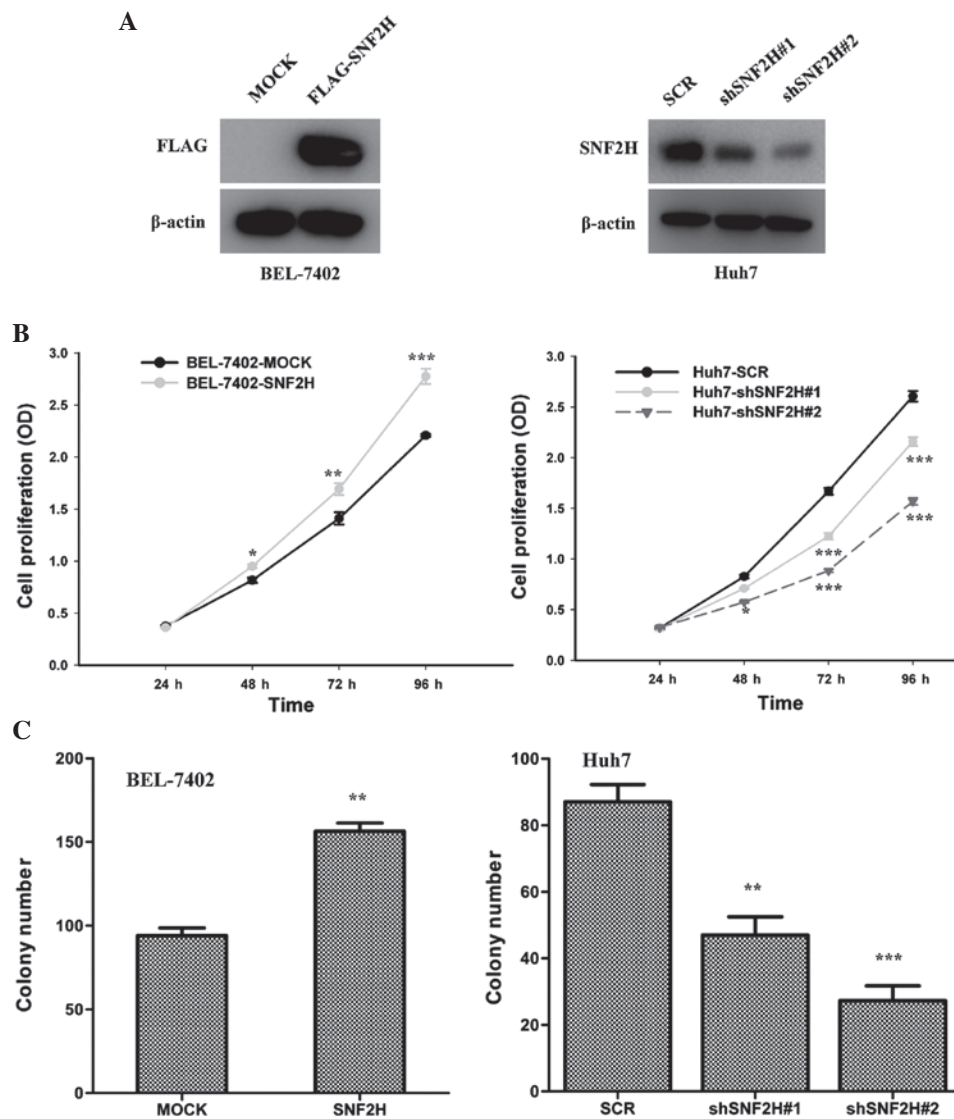 A
MOCK
FLAG-SNF2H
FLAG
β-actin
BEL-7402
SCR
shSNF2H#1
shSNF2H#2
SNF2H
β-actin
Huh7
B
Cell proliferation (OD)
3.0
2.5
2.0
1.5
1.0
0.5
0.0
BEL-7402-MOCK
BEL-7402-SNF2H
*
**
***
24 h 48 h 72 h 96 h
Time
Cell proliferation (OD)
3.0
2.5
2.0
1.5
1.0
0.5
0.0
Huh7-SCR
Huh7-shSNF2H#1
Huh7-shSNF2H#2
*
***
***
***
***
24 h 48 h 72 h 96 h
Time
C
Colony number
200
150
100
50
0
BEL-7402
**
MOCK SNF2H
Colony number
100
80
60
40
20
0
Huh7
**
***
SCR shSNF2H#1 shSNF2H#2